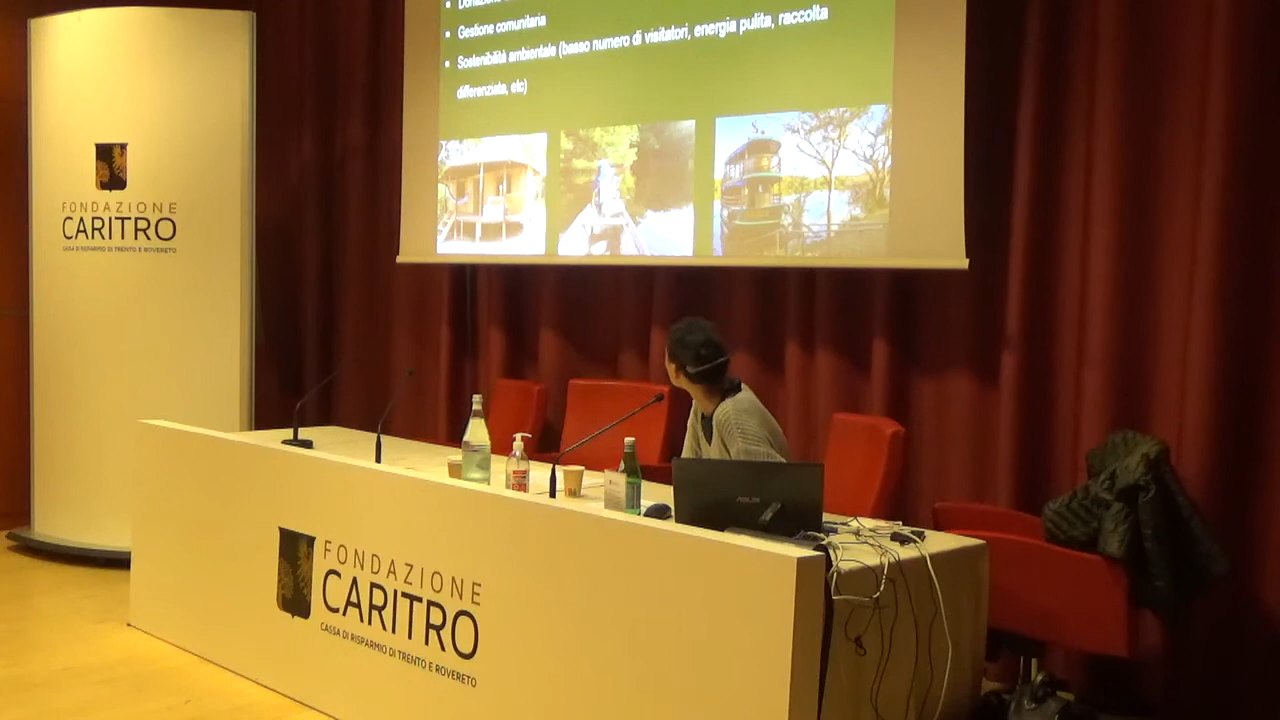 Gestione comunitaria
Sostenibilità ambientale (basso numero di visitatori, energia pulita, raccolta
differenziata, etc)
FONDAZIONE
CARITRO
CASSA DI RISPARMIO DI TRENTO E ROVERETO
ASUS
FONDAZIONE
CARITRO
CASSA DI RISPARMIO DI TRENTO E ROVERETO